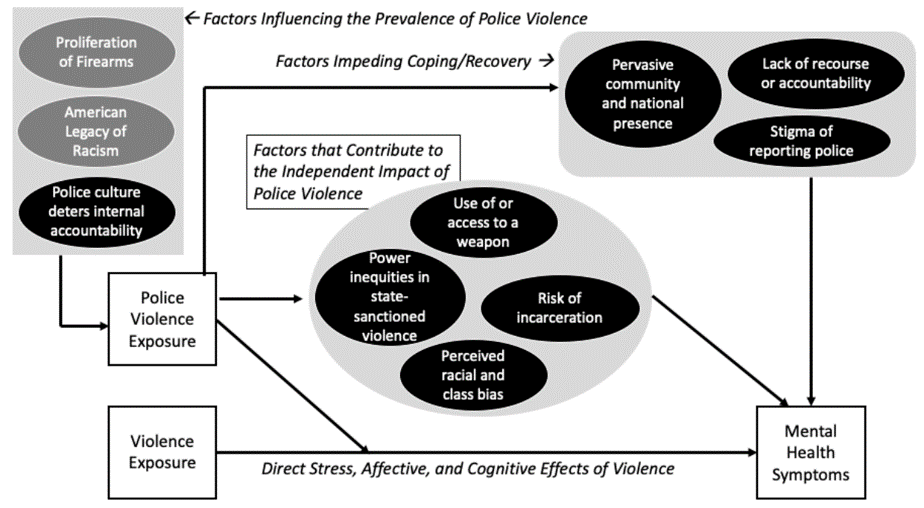 ← Factors Influencing the Prevalence of Police Violence
Proliferation
of Firearms
American
Legacy of
Racism
Police culture
deters internal
accountability
Factors Impeding Coping/Recovery →
Pervasive
community
and national
presence
Lack of recourse
or accountability
Stigma of
reporting police
Factors that Contribute to
the Independent Impact of
Police Violence
Use of or
access to a
weapon
Power
inequities in
state-
sanctioned
violence
Risk of
incarceration
Perceived
racial and
class bias
Police
Violence
Exposure
Violence
Exposure
Direct Stress, Affective, and Cognitive Effects of Violence
Mental
Health
Symptoms